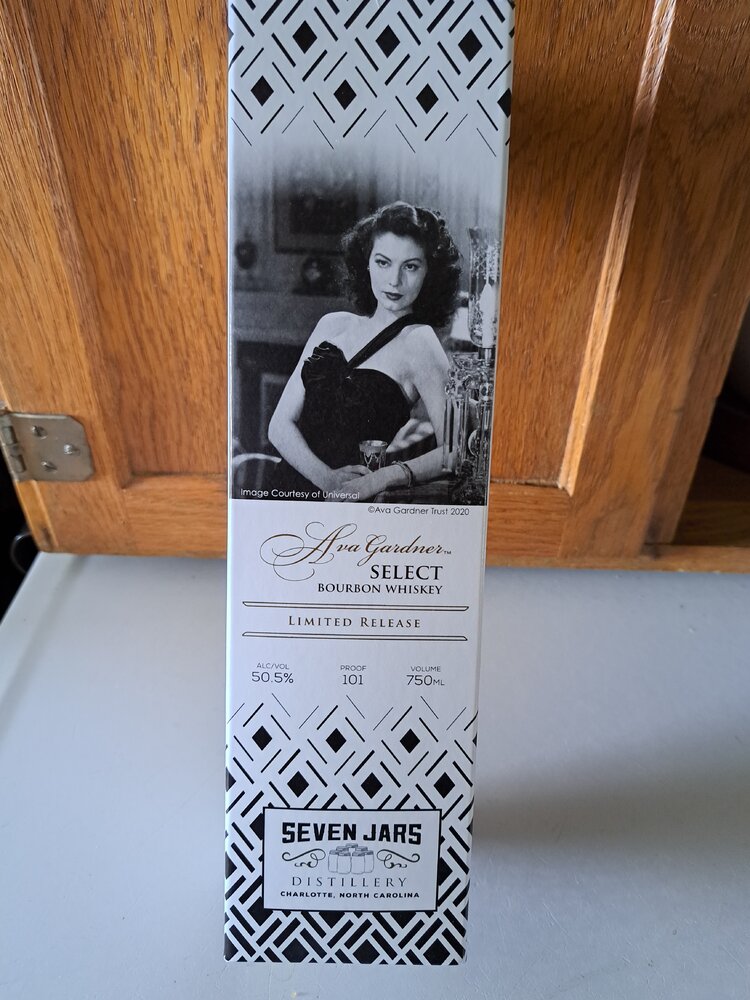 Image Courtesy of Universal
©Ava Gardner Trust 2020
Ava Gardner™
SELECT
BOURBON WHISKEY
LIMITED RELEASE
ALC/VOL PROOF VOLUME
50.5% 101 750ML
SEVEN JARS
DISTILLERY
CHARLOTTE, NORTH CAROLINA